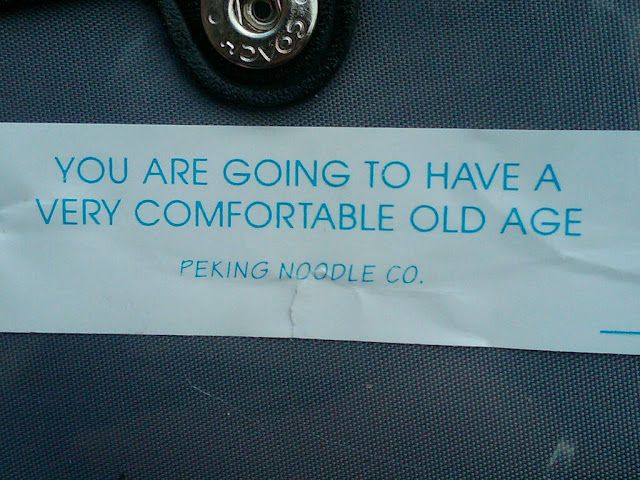 YOU ARE GOING TO HAVE A
VERY COMFORTABLE OLD AGE
PEKING NOODLE CO.